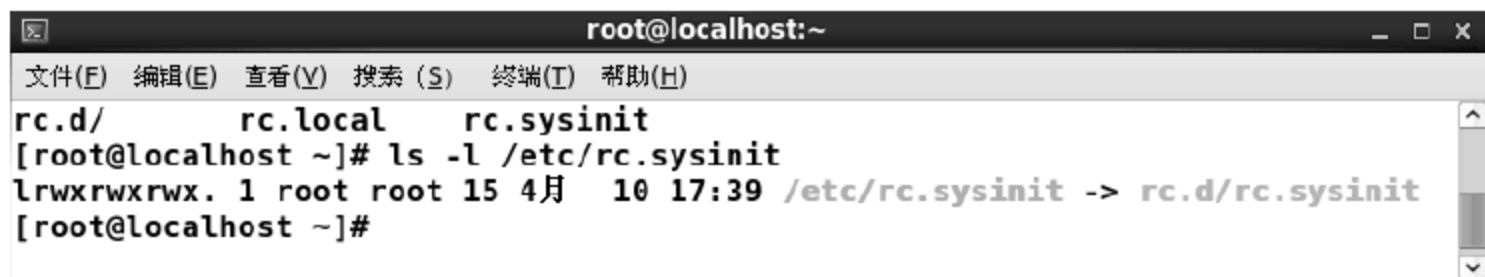 root@localhost:~
文件(F) 编辑(E) 查看(V) 搜索 (S) 终端(T) 帮助(H)
rc.d/ rc.local rc.sysinit
[root@localhost ~]# ls -l /etc/rc.sysinit
lrwxrwxrwx. 1 root root 15 4月 10 17:39 /etc/rc.sysinit -> rc.d/rc.sysinit
[root@localhost ~]#